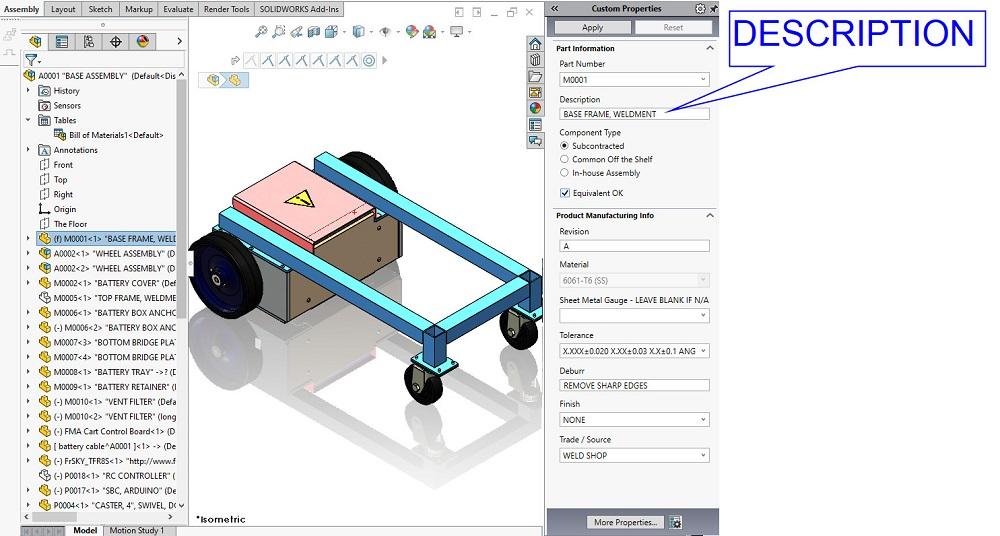 Assembly Layout Sketch Markup Evaluate Render Tools SOLIDWORKS Add-Ins
A0001 "BASE ASSEMBLY" (Default<Dis
History
Sensors
Tables
Bill of Materials1<Default>
Annotations
Front
Top
Right
Origin
The Floor
(f) M0001<1> "BASE FRAME, WELD
A0002<1> "WHEEL ASSEMBLY" (D
A0002<2> "WHEEL ASSEMBLY" (D
M0002<1> "BATTERY COVER" (Defau
M0005<1> "TOP FRAME, WELDME
M0006<1> "BATTERY BOX ANCHO
(-) M0006<2> "BATTERY BOX ANC
M0007<3> "BOTTOM BRIDGE PLA
M0007<4> "BOTTOM BRIDGE PLA
M0008<1> "BATTERY TRAY" ->? (D
M0009<1> "BATTERY RETAINER" (
(-) M0010<1> "VENT FILTER" (Defa
(-) M0010<2> "VENT FILTER" (long
(-) FMA Cart Control Board<1> (D
[ battery cable^A0001 ]<1> -> (De
(-) FrSKY_TFR8S<1> "http://www.f
(-) P0018<1> "RC CONTROLLER" (
(-) P0017<1> "SBC, ARDUINO" (De
P0004<1> "CASTER, 4", SWIVEL, D
Model Motion Study 1
*Isometric
Custom Properties
Apply Reset
Part Information
Part Number
M0001
Description
BASE FRAME, WELDMENT
Component Type
Subcontracted
Common Off the Shelf
In-house Assembly
Equivalent OK
Product Manufacturing Info
Revision
A
Material
6061-T6 (SS)
Sheet Metal Gauge - LEAVE BLANK IF N/A
Tolerance
X.XXX±0.020 X.XX±0.03 X.X±0.1 ANG
Deburr
REMOVE SHARP EDGES
Finish
NONE
Trade / Source
WELD SHOP
More Properties...
DESCRIPTION